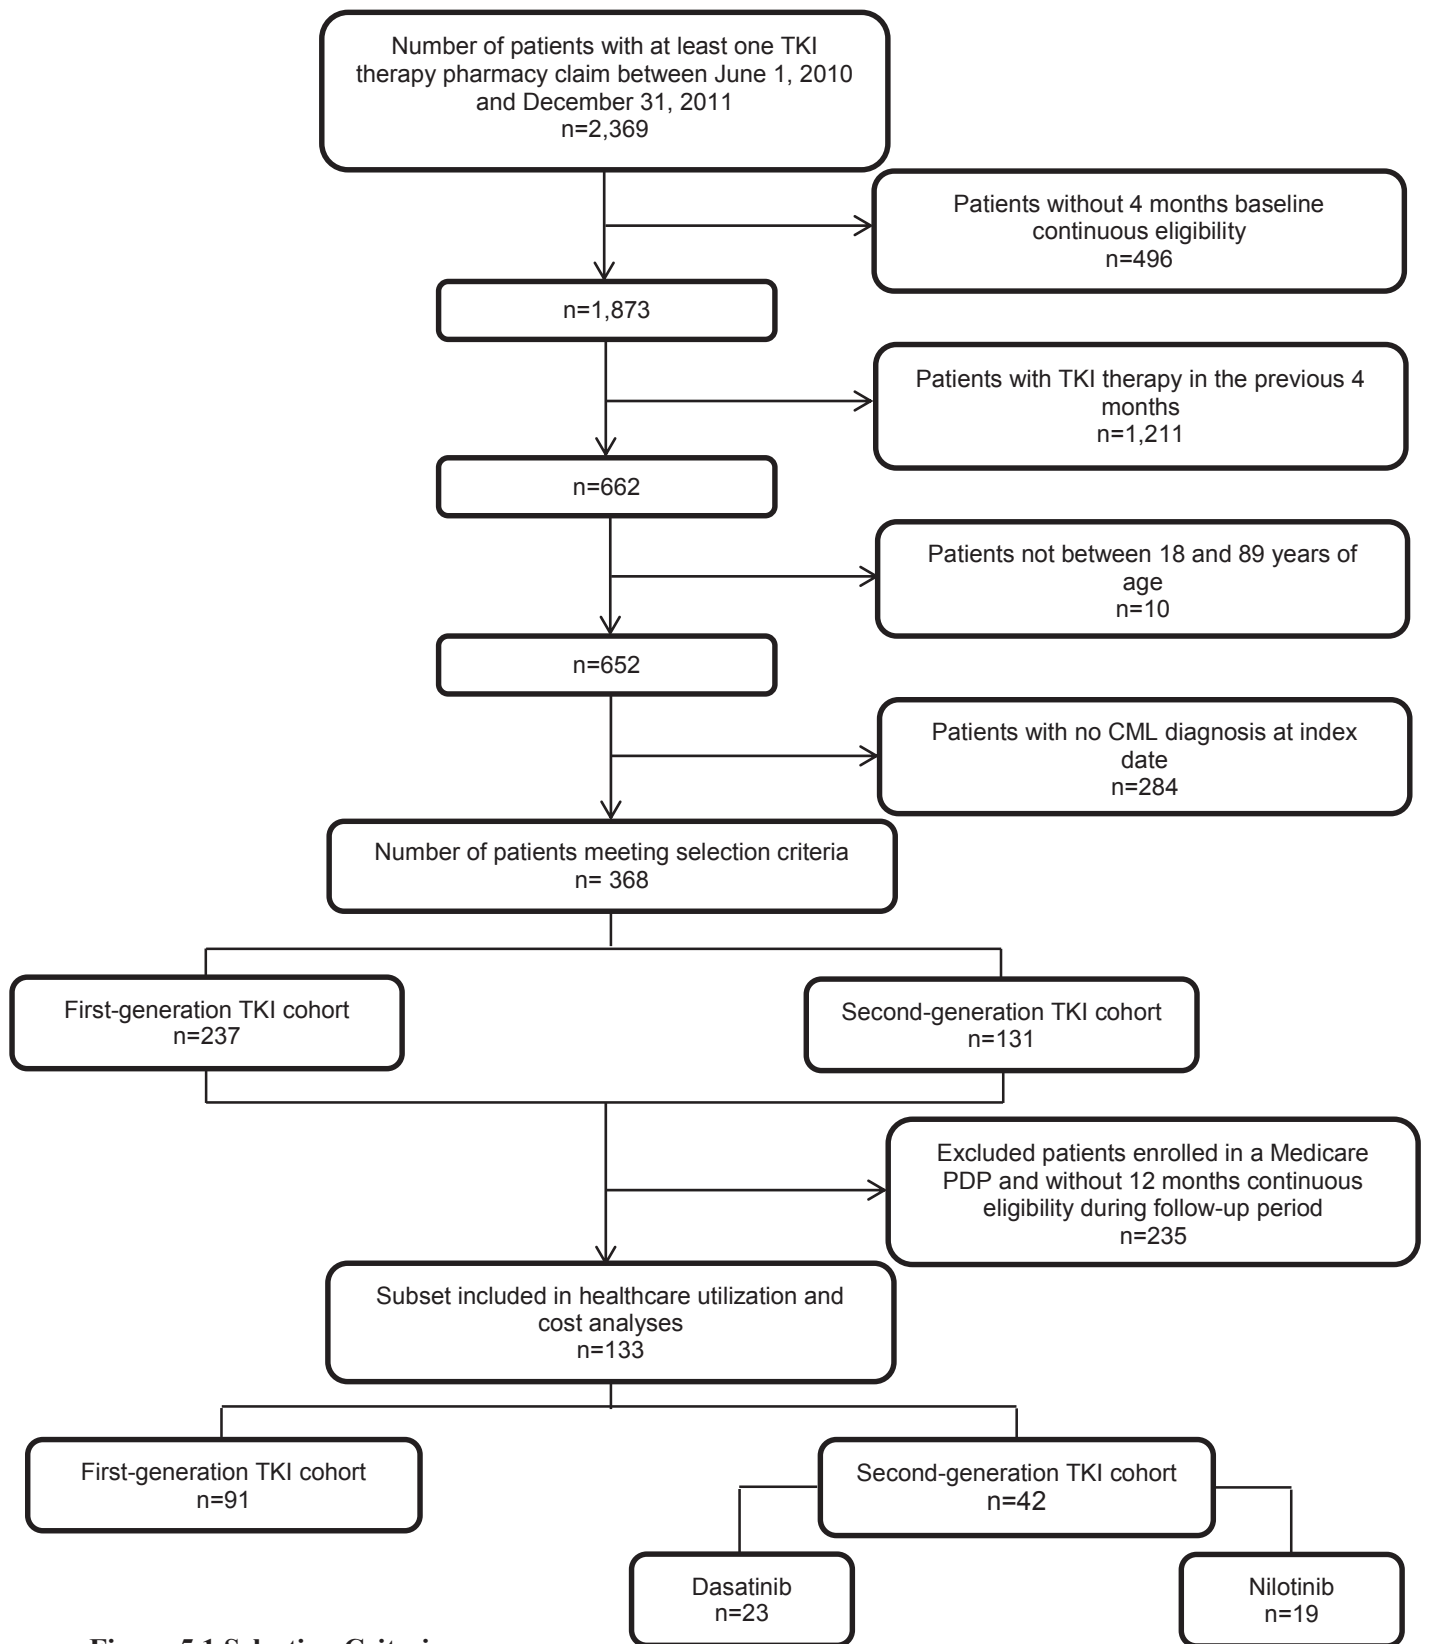 Number of patients with at least one TKI
therapy pharmacy claim between June 1, 2010
and December 31, 2011
n=2,369
Patients without 4 months baseline
continuous eligibility
n=496
n=1,873
Patients with TKI therapy in the previous 4
months
n=1,211
n=662
Patients not between 18 and 89 years of
age
n=10
n=652
Patients with no CML diagnosis at index
date
n=284
Number of patients meeting selection criteria
n= 368
First-generation TKI cohort
n=237
Second-generation TKI cohort
n=131
Excluded patients enrolled in a Medicare
PDP and without 12 months continuous
eligibility during follow-up period
n=235
Subset included in healthcare utilization and
cost analyses
n=133
First-generation TKI cohort
n=91
Second-generation TKI cohort
n=42
Dasatinib
n=23
Nilotinib
n=19
Figure 5.1 Selection Criteria